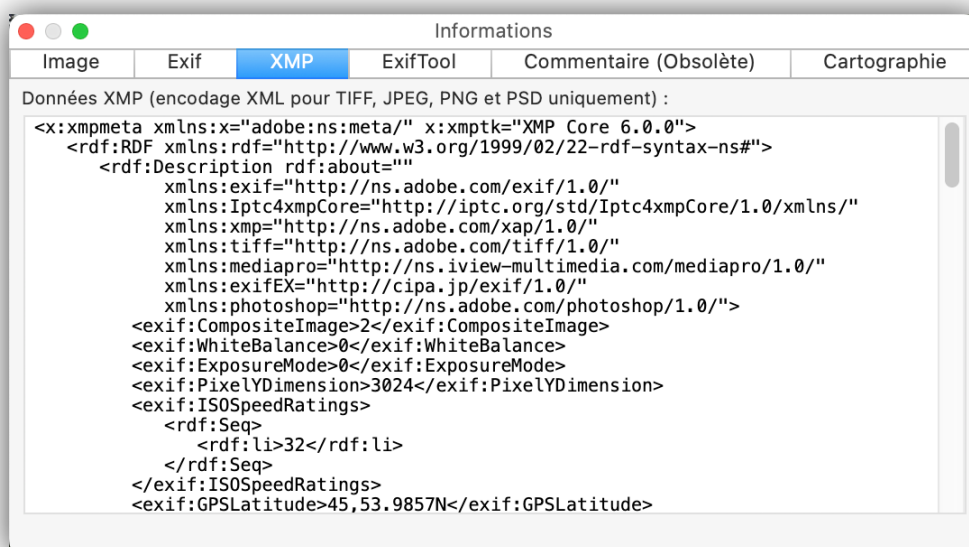 Informations
Image Exif XMP ExifTool Commentaire (Obsolète) Cartographie
Données XMP (encodage XML pour TIFF, JPEG, PNG et PSD uniquement) :
<x:xmpmeta xmlns:x="adobe:ns:meta/" x:xmptk="XMP Core 6.0.0">
<rdf:RDF xmlns:rdf="http://www.w3.org/1999/02/22-rdf-syntax-ns#">
<rdf:Description rdf:about=""
xmlns:exif="http://ns.adobe.com/exif/1.0/"
xmlns:Iptc4xmpCore="http://iptc.org/std/Iptc4xmpCore/1.0/xmlns/"
xmlns:xmp="http://ns.adobe.com/xap/1.0/"
xmlns:tiff="http://ns.adobe.com/tiff/1.0/"
xmlns:mediapro="http://ns.iview-multimedia.com/mediapro/1.0/"
xmlns:exifEX="http://cipa.jp/exif/1.0/"
xmlns:photoshop="http://ns.adobe.com/photoshop/1.0/">
<exif:CompositeImage>2</exif:CompositeImage>
<exif:WhiteBalance>0</exif:WhiteBalance>
<exif:ExposureMode>0</exif:ExposureMode>
<exif:PixelYDimension>3024</exif:PixelYDimension>
<exif:ISOSpeedRatings>
<rdf:Seq>
<rdf:li>32</rdf:li>
</rdf:Seq>
</exif:ISOSpeedRatings>
<exif:GPSLatitude>45,53.9857N</exif:GPSLatitude>